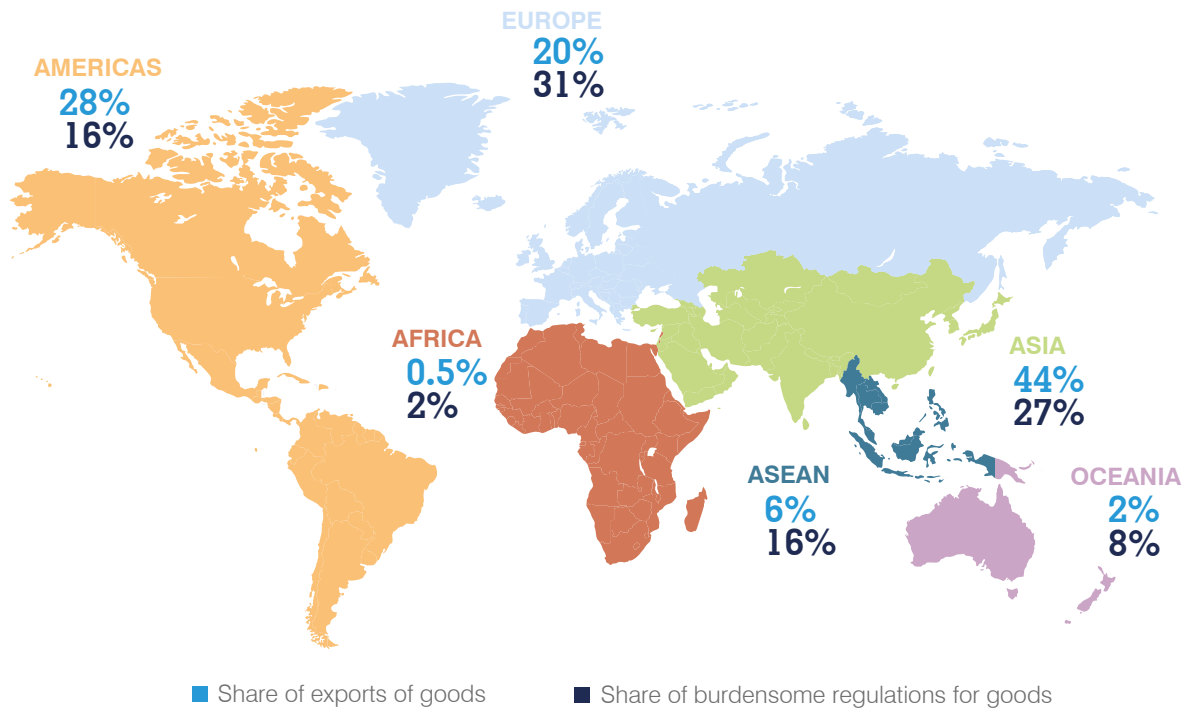 EUROPE
20%
31%
AMERICAS
28%
16%
AFRICA
0.5%
2%
ASIA
44%
27%
ASEAN
6%
16%
OCEANIA
2%
8%
Share of exports of goods
Share of burdensome regulations for goods